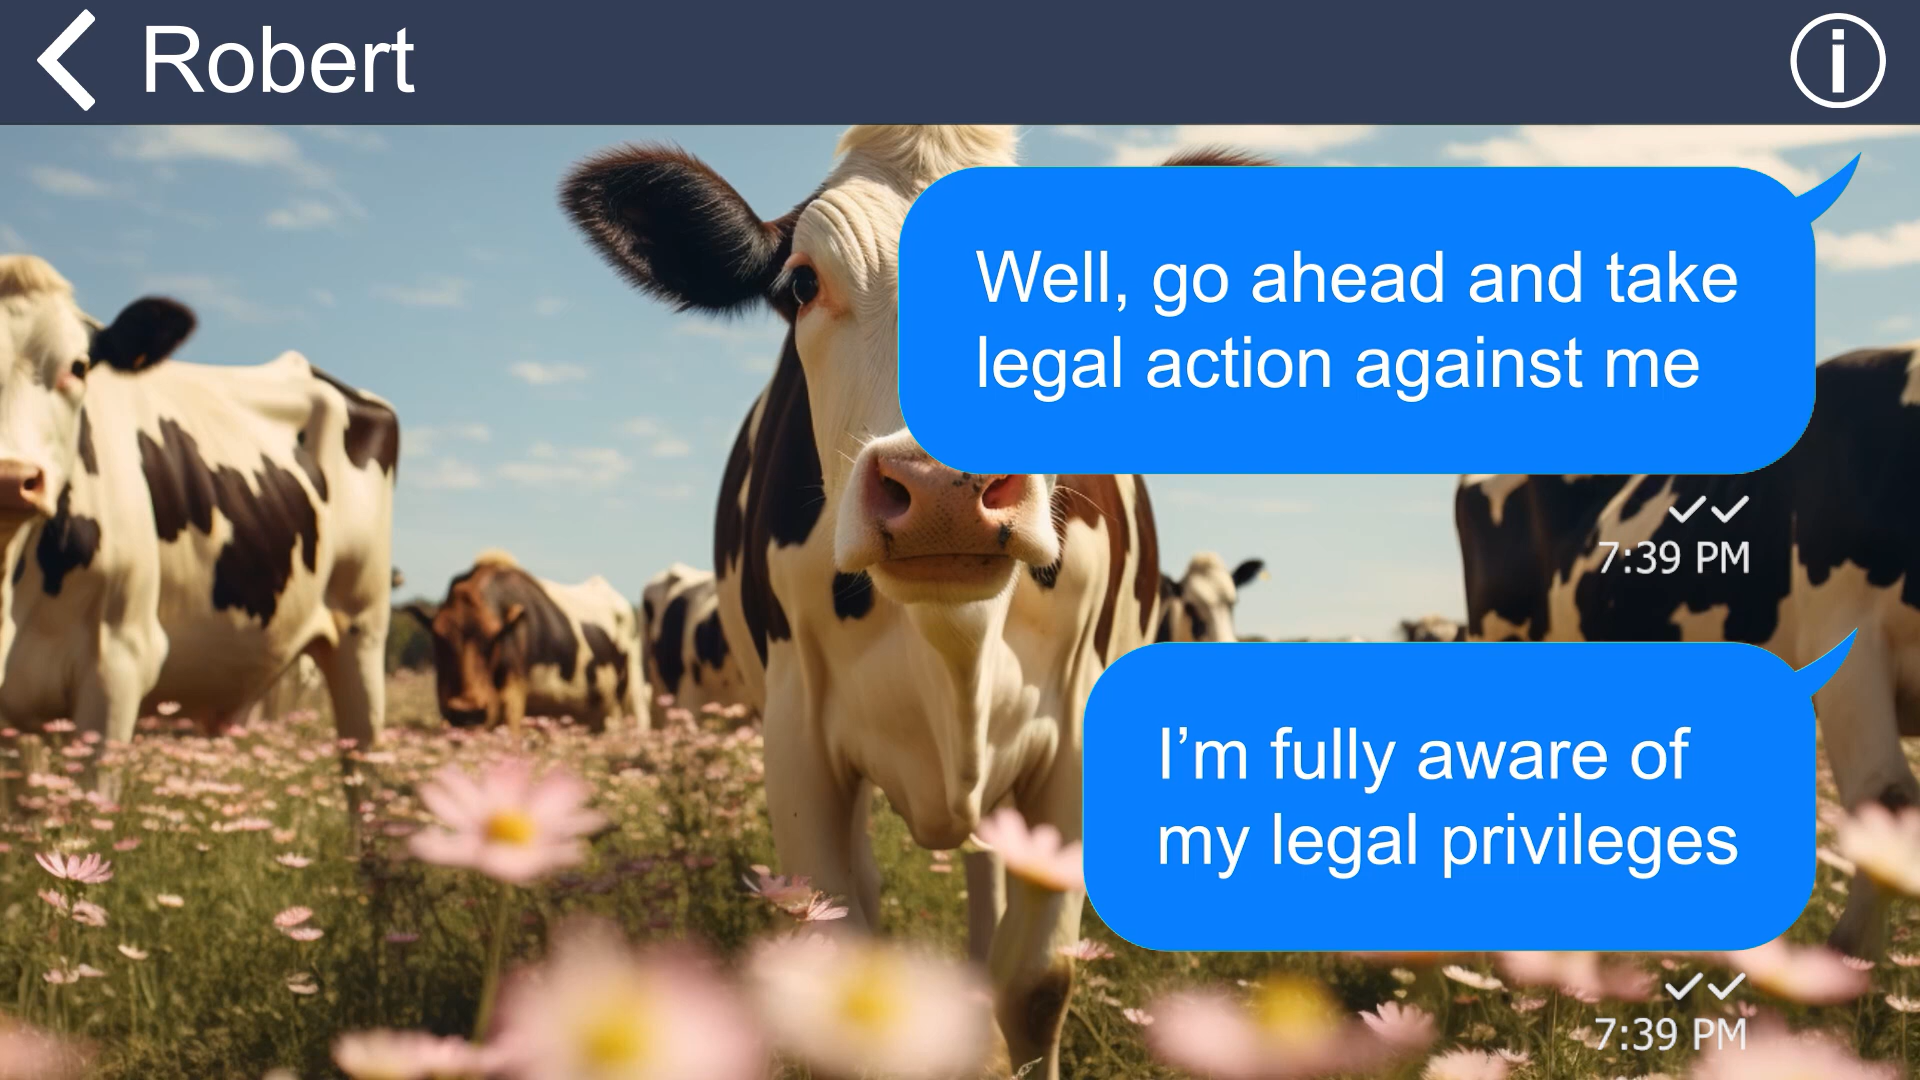 Robert
Well, go ahead and take
legal action against me
7:39 PM
I’m fully aware of
my legal privileges
7:39 PM